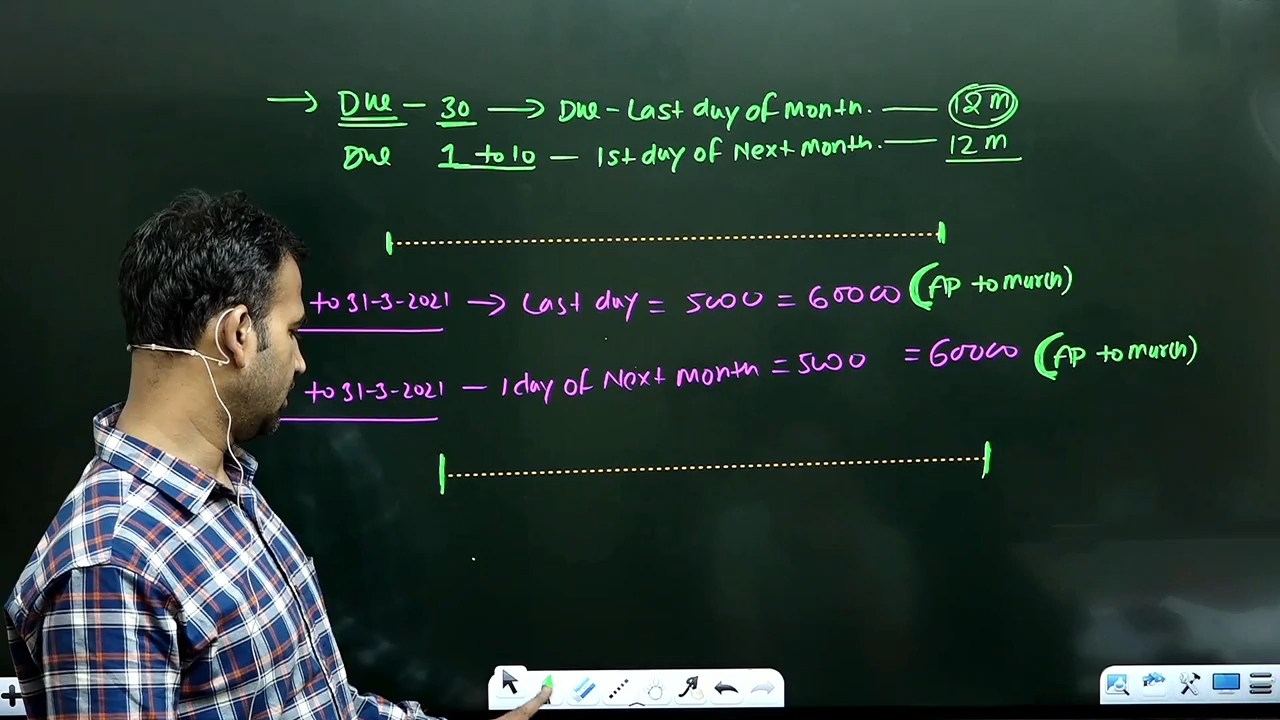 → Due - 30 → Due - Last day of month. — 12 m
Due 1 to 10 - 1st day of Next month. — 12 m
to 31-3-2021 → Last day = 5000 = 60000 (AP to march)
to 31-3-2021 - 1 day of Next month = 5000 = 60000 (AP to march)